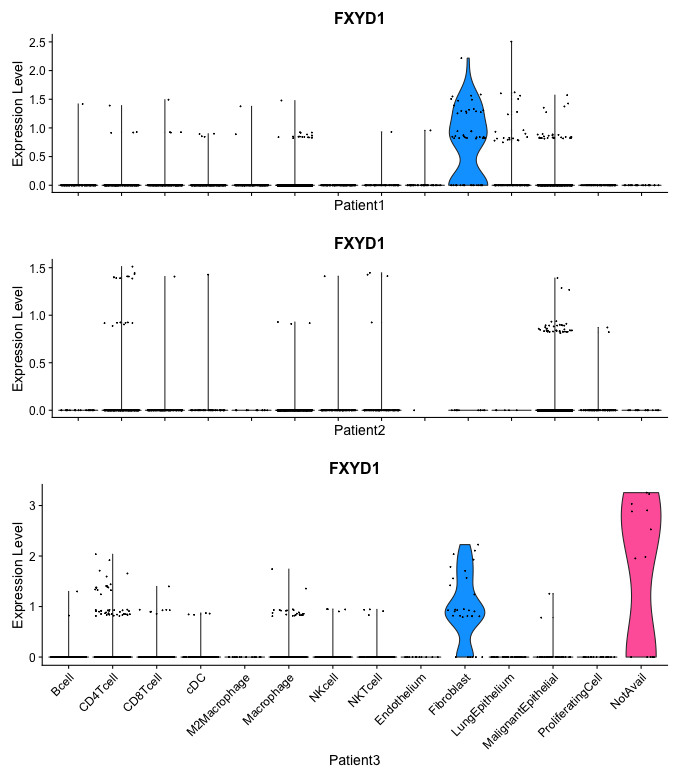 FXYD1
Expression Level
2.5
2.0
1.5
1.0
0.5
0.0
Patient1
FXYD1
Expression Level
1.5
1.0
0.5
0.0
Patient2
FXYD1
Expression Level
3
2
1
0
Bcell
CD4Tcell
CD8Tcell
cDC
M2Macrophage
Macrophage
NKcell
NKTcell
Endothelium
Fibroblast
LungEpithelium
MalignantEpithelial
ProliferatingCell
NotAvail
Patient3